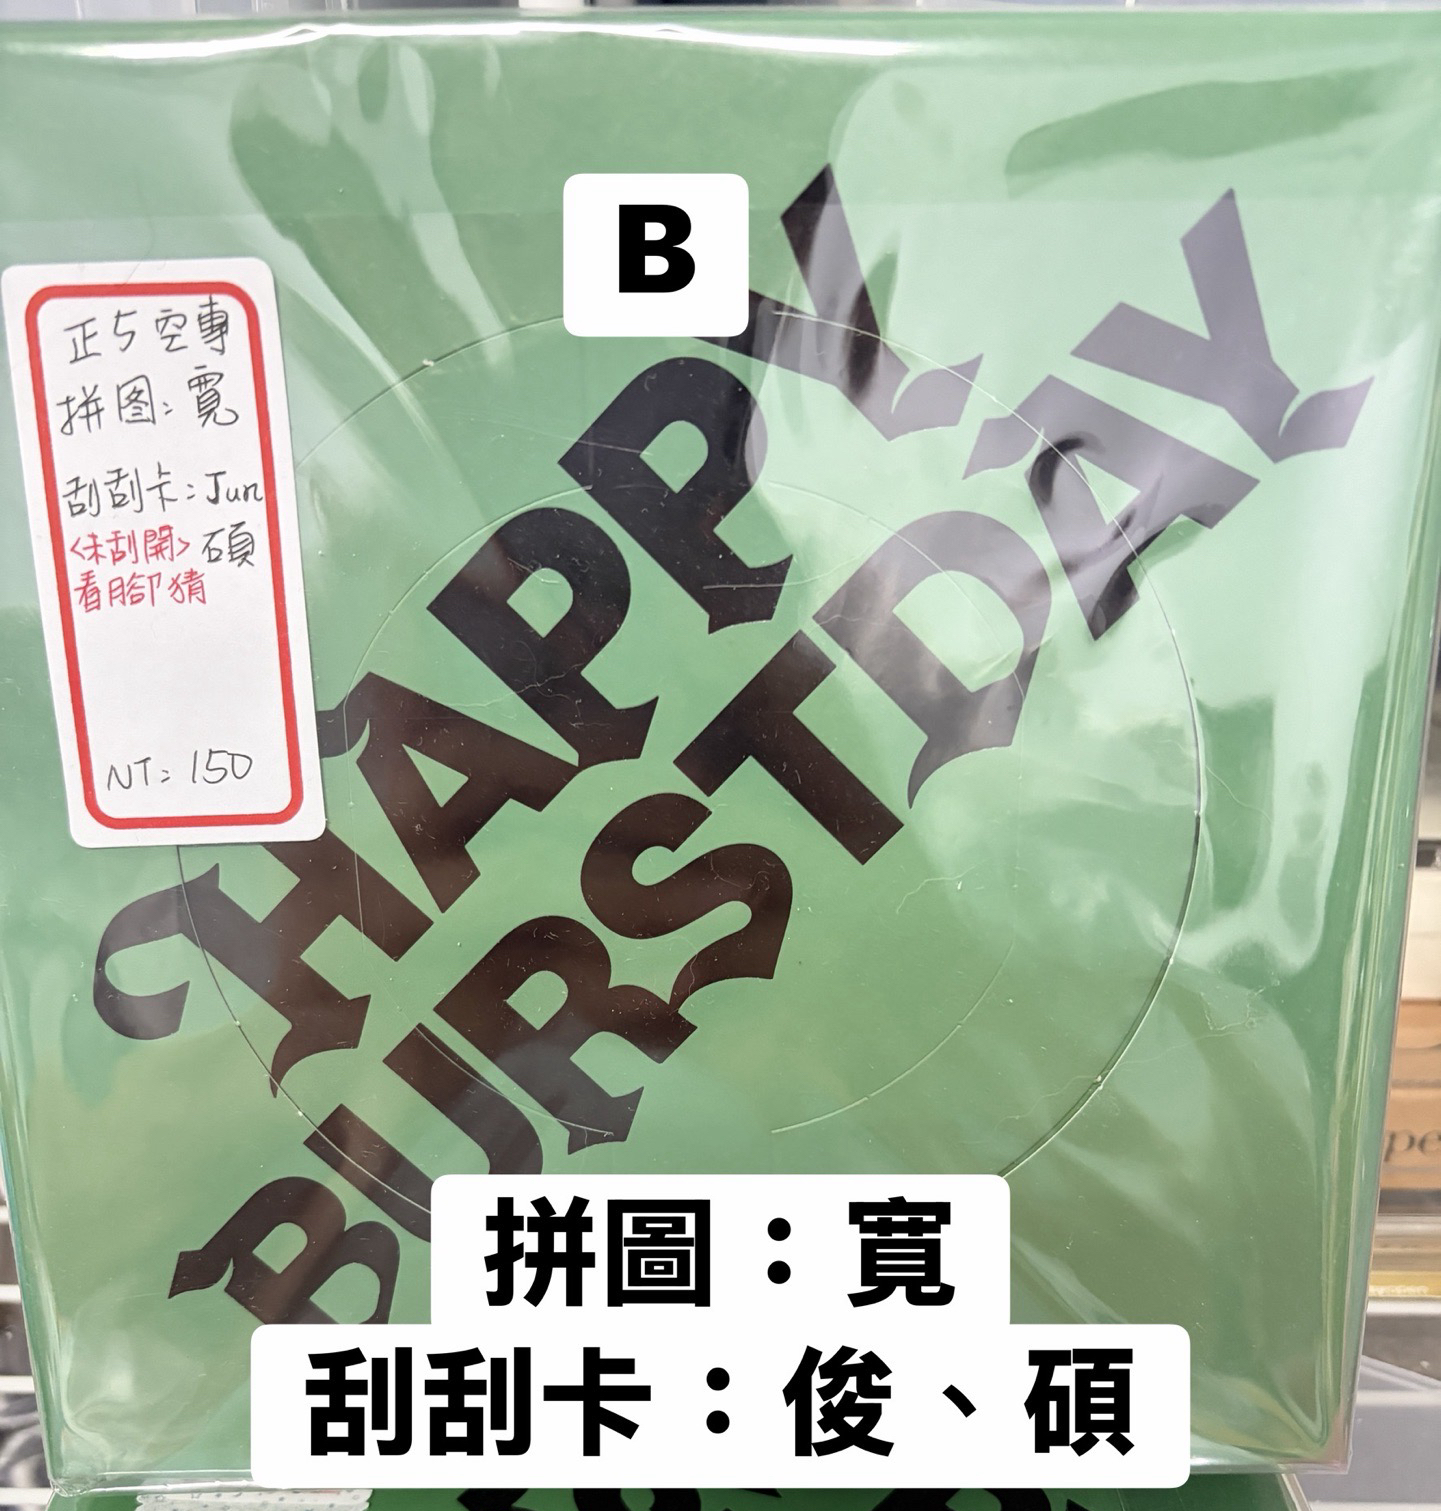 B
正5空專
拼图:寬
刮刮卡:Jun
<未刮開> 碩
看腳猜
NT:150
HAPPY
BURSTDAY
拼圖：寬
刮刮卡：俊、碩